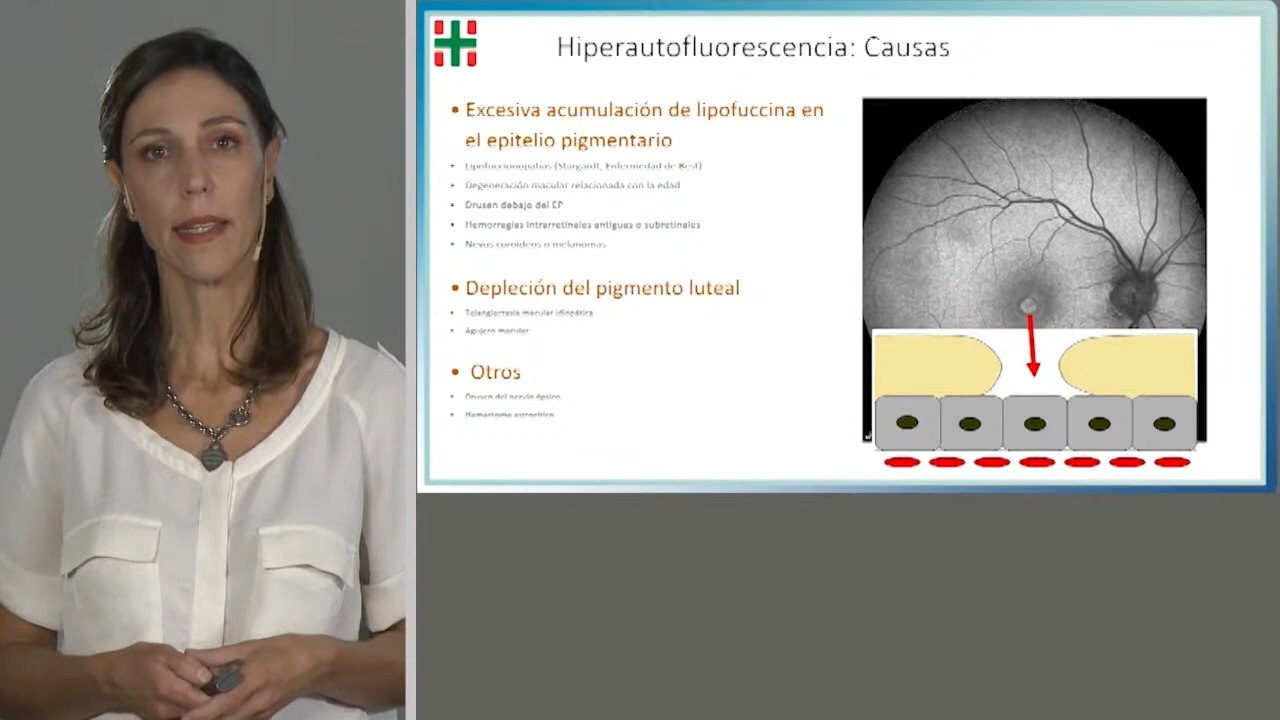 Hiperautofluorescencia: Causas
• Excesiva acumulación de lipofuccina en
el epitelio pigmentario
• Lipofuccionopatías (Stargardt, Enfermedad de Best)
• Degeneración macular relacionada con la edad
• Drusen debajo del EP
• Hemorragias intrarretinales antiguas o subretinales
• Nevus coroideos o melanomas
• Depleción del pigmento luteal
• Telangiectasia macular idiopática
• Agujero macular
• Otros
• Drusen del nervio óptico
• Hamartoma astrocítico